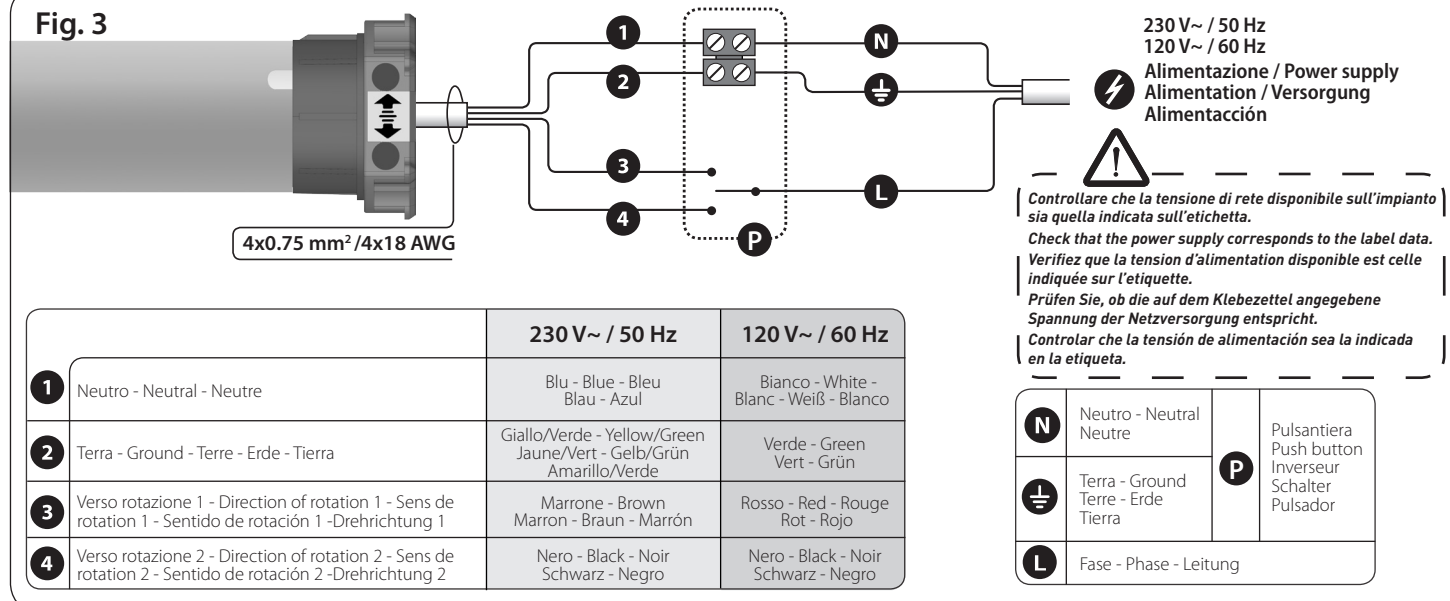 Fig. 3
1
2
3
4
N
L
P
4x0.75 mm²/4x18 AWG
230 V~ / 50 Hz
120 V~ / 60 Hz
Alimentazione / Power supply
Alimentation / Versorgung
Alimentacción
Controllare che la tensione di rete disponibile sull'impianto
sia quella indicata sull'etichetta.
Check that the power supply corresponds to the label data.
Verifiez que la tension d'alimentation disponible est celle
indiquée sur l'etiquette.
Prüfen Sie, ob die auf dem Klebezettel angegebene
Spannung der Netzversorgung entspricht.
Controlar che la tensión de alimentación sea la indicada
en la etiqueta.
230 V~ / 50 Hz
120 V~ / 60 Hz
1
Neutro - Neutral - Neutre
Blu - Blue - Bleu
Blau - Azul
Bianco - White -
Blanc - Weiß - Blanco
2
Terra - Ground - Terre - Erde - Tierra
Giallo/Verde - Yellow/Green
Jaune/Vert - Gelb/Grün
Amarillo/Verde
Verde - Green
Vert - Grün
3
Verso rotazione 1 - Direction of rotation 1 - Sens de
rotation 1 - Sentido de rotación 1 -Drehrichtung 1
Marrone - Brown
Marron - Braun - Marrón
Rosso - Red - Rouge
Rot - Rojo
4
Verso rotazione 2 - Direction of rotation 2 - Sens de
rotation 2 - Sentido de rotación 2 -Drehrichtung 2
Nero - Black - Noir
Schwarz - Negro
Nero - Black - Noir
Schwarz - Negro
N
Neutro - Neutral
Neutre
Terra - Ground
Terre - Erde
Tierra
P
Pulsantiera
Push button
Inverseur
Schalter
Pulsador
L
Fase - Phase - Leitung